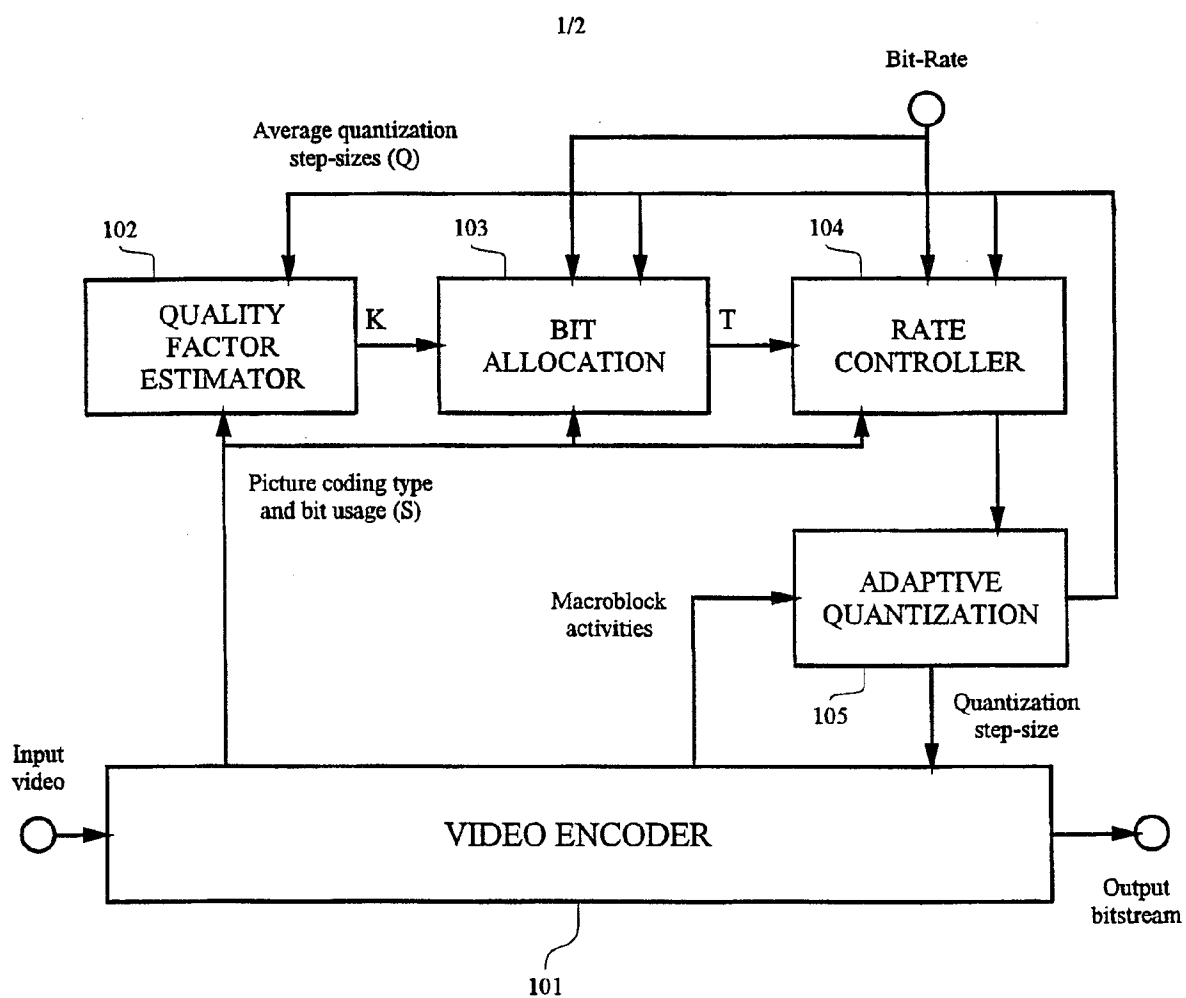 1/2
Bit-Rate
Average quantization
step-sizes (Q)
102
103
104
QUALITY
FACTOR
ESTIMATOR
K
BIT
ALLOCATION
T
RATE
CONTROLLER
Picture coding type
and bit usage (S)
Macroblock
activities
ADAPTIVE
QUANTIZATION
105
Quantization
step-size
Input
video
VIDEO ENCODER
Output
bitstream
101